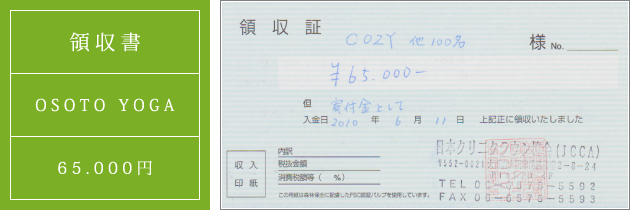 領収書
OSOTO YOGA
65.000円
領収証
COZY 他100名 様 No.
¥65.000-
但 寄付金として
入金日 2010 年 6 月 11 日 上記正に領収いたしました
収入
印紙
内訳
税抜金額
消費税額等（ %）
この用紙は森林保全に配慮したFSC認証パルプを使用しています。
日本クリニクラウン協会(JCCA)
TEL 06-6575-5592
FAX 06-6575-5593